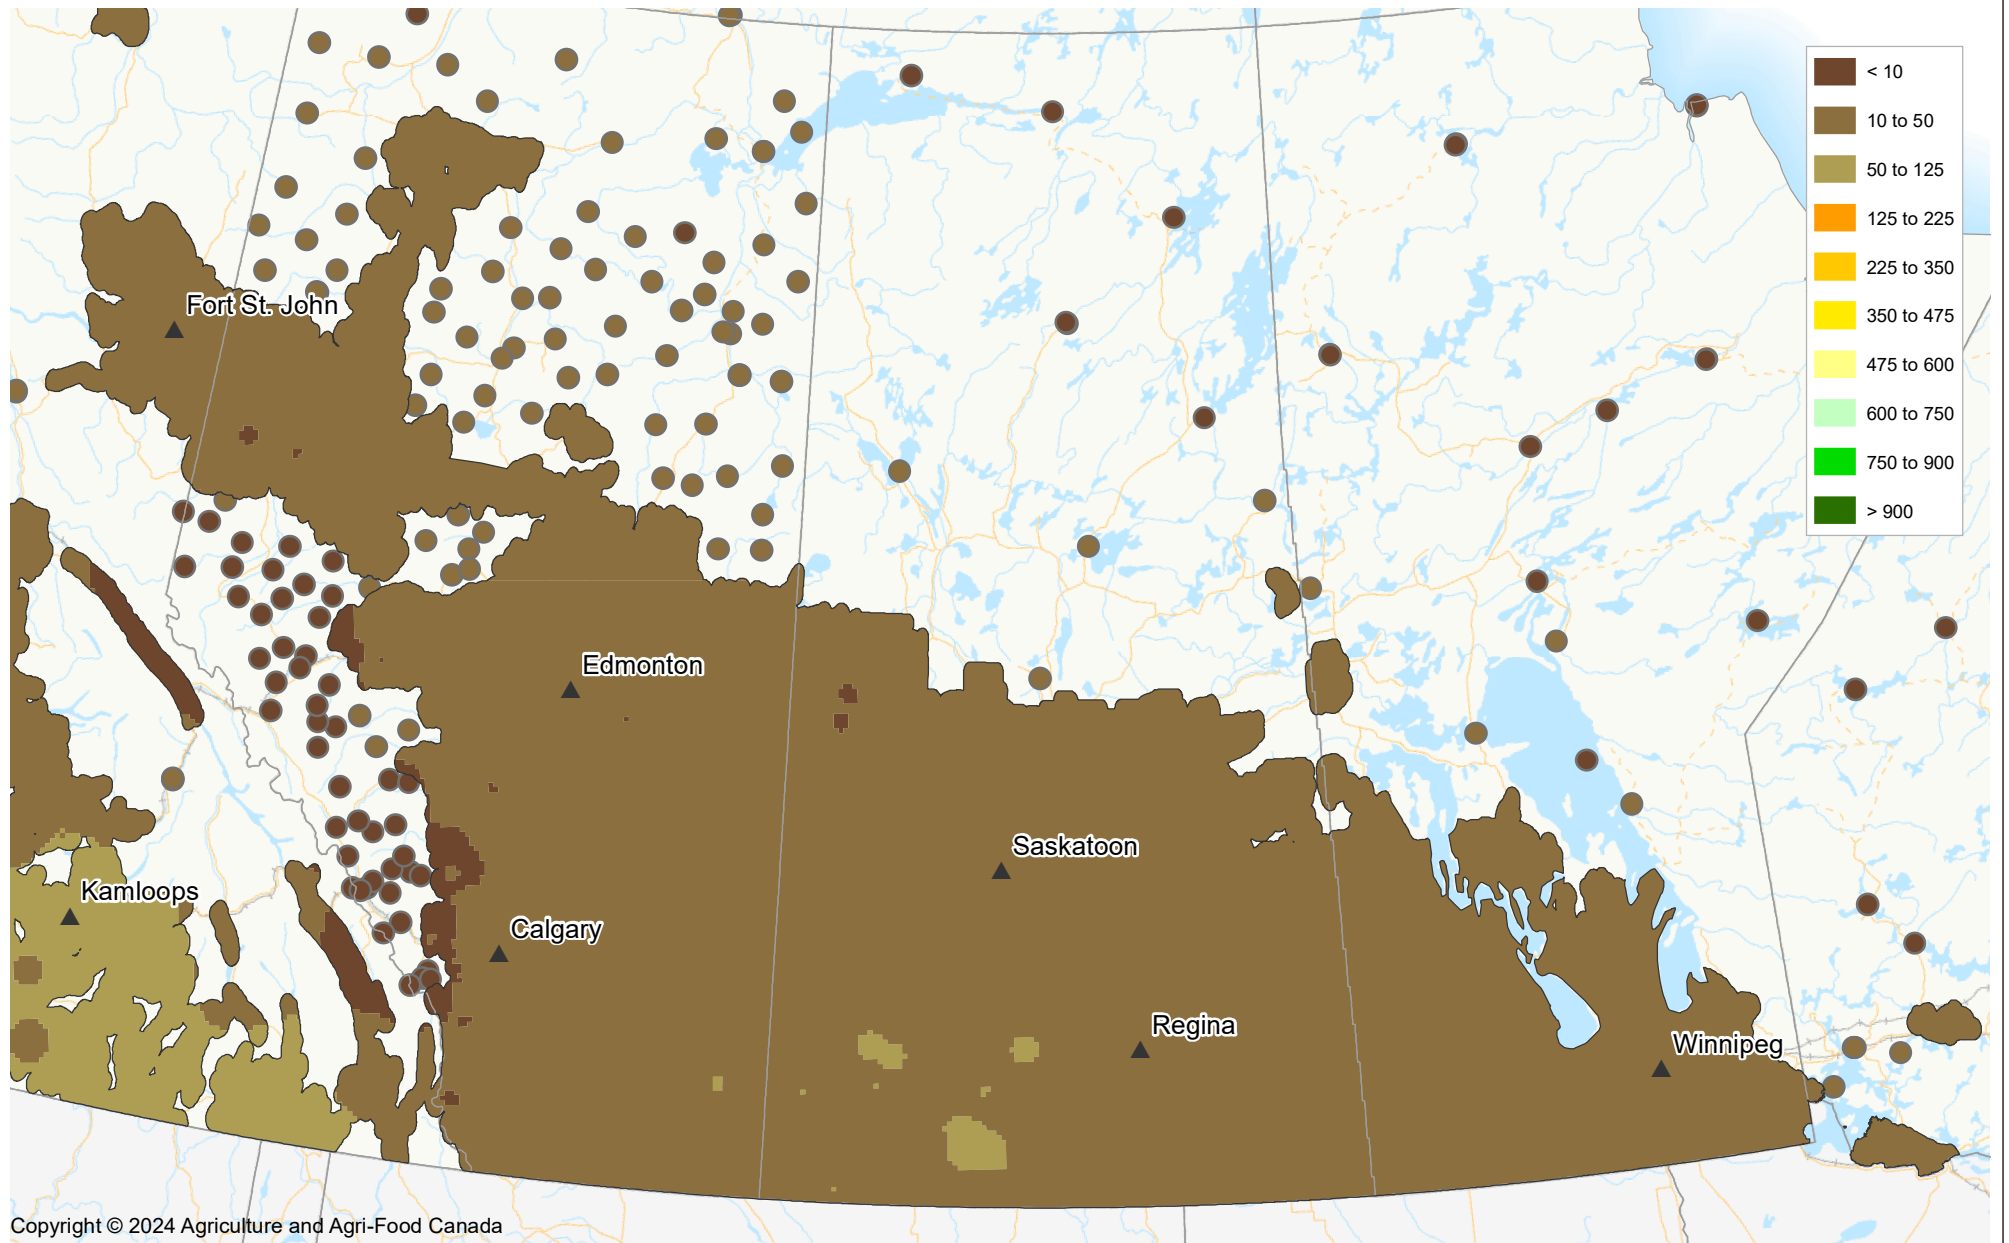 < 10
10 to 50
50 to 125
125 to 225
225 to 350
350 to 475
475 to 600
600 to 750
750 to 900
> 900
Fort St. John
Edmonton
Saskatoon
Kamloops
Calgary
Regina
Winnipeg
Copyright © 2024 Agriculture and Agri-Food Canada